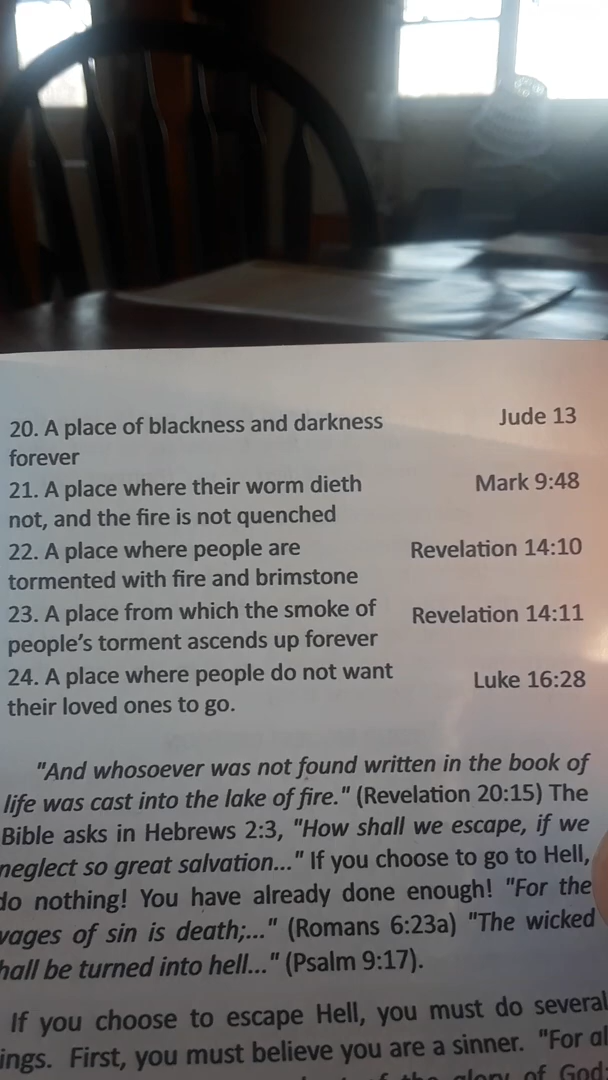 20. A place of blackness and darkness Jude 13
forever
21. A place where their worm dieth Mark 9:48
not, and the fire is not quenched
22. A place where people are Revelation 14:10
tormented with fire and brimstone
23. A place from which the smoke of Revelation 14:11
people's torment ascends up forever
24. A place where people do not want Luke 16:28
their loved ones to go.
"And whosoever was not found written in the book of
life was cast into the lake of fire." (Revelation 20:15) The
Bible asks in Hebrews 2:3, "How shall we escape, if we
neglect so great salvation..." If you choose to go to Hell,
do nothing! You have already done enough! "For the
wages of sin is death;..." (Romans 6:23a) "The wicked
hall be turned into hell..." (Psalm 9:17).
If you choose to escape Hell, you must do several
ings. First, you must believe you are a sinner. "For al
of the glory of God;